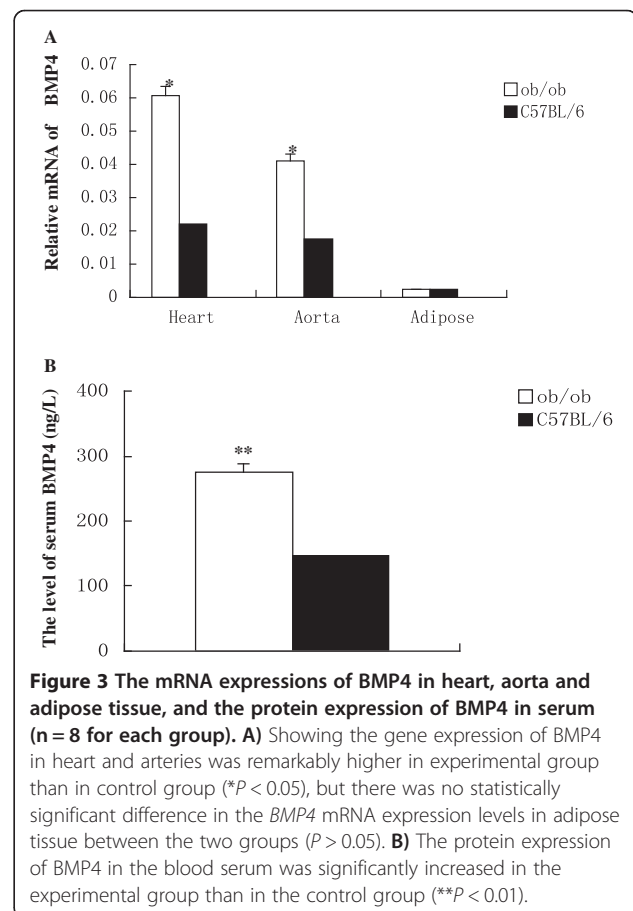 A
Relative mRNA of BMP4
0.07
0.06
0.05
0.04
0.03
0.02
0.01
0
*
*
ob/ob
C57BL/6
Heart Aorta Adipose
B
The level of serum BMP4 (ng/L)
400
300
200
100
0
**
ob/ob
C57BL/6
Figure 3 The mRNA expressions of BMP4 in heart, aorta and
adipose tissue, and the protein expression of BMP4 in serum
(n = 8 for each group). A) Showing the gene expression of BMP4
in heart and arteries was remarkably higher in experimental group
than in control group (*P < 0.05), but there was no statistically
significant difference in the BMP4 mRNA expression levels in adipose
tissue between the two groups (P > 0.05). B) The protein expression
of BMP4 in the blood serum was significantly increased in the
experimental group than in the control group (**P < 0.01).